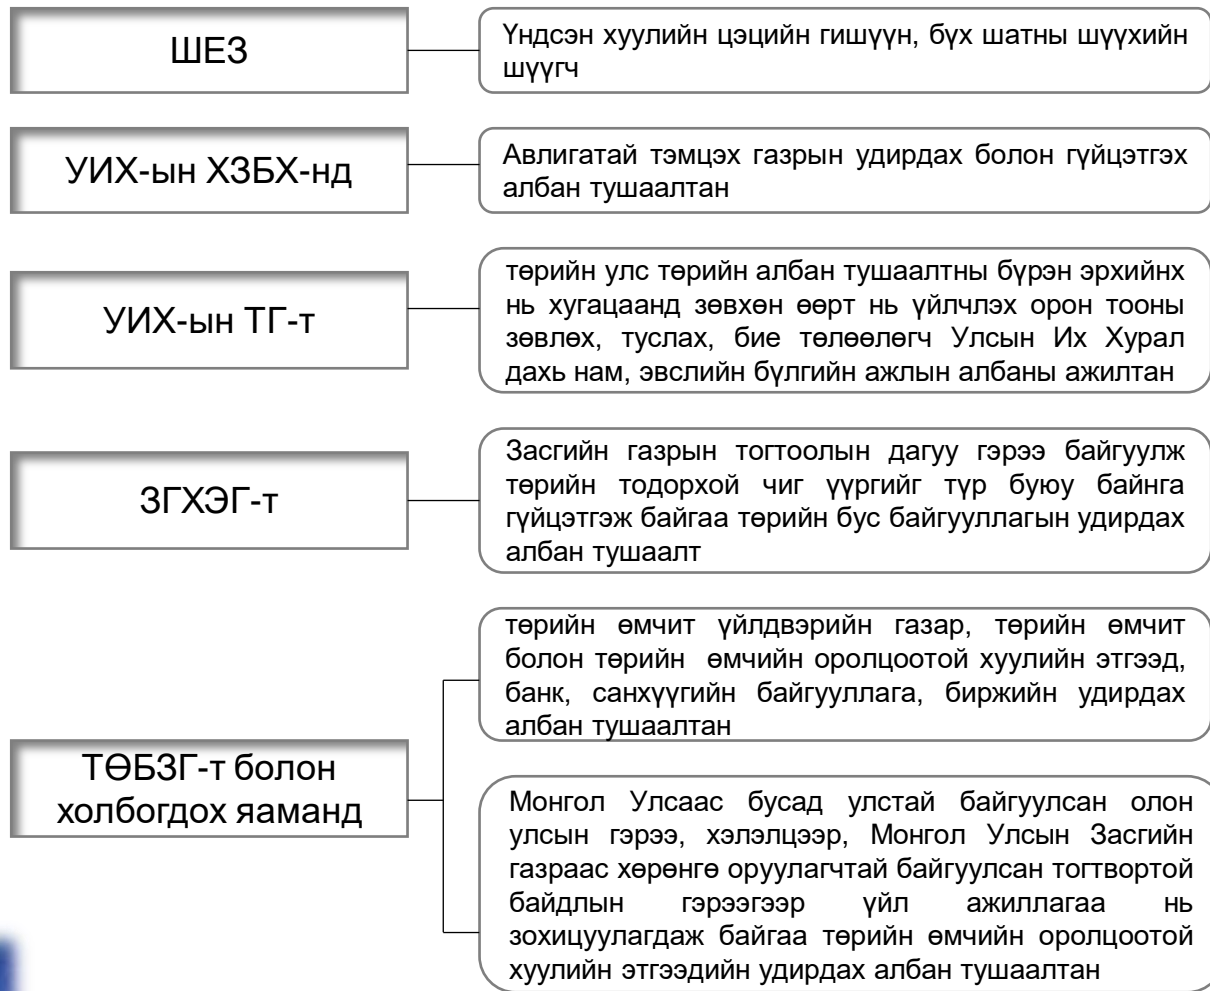 ШЕЗ
Үндсэн хуулийн цэцийн гишүүн, бүх шатны шүүхийн
шүүгч
УИХ-ын ХЗБХ-нд
Авлигатай тэмцэх газрын удирдах болон гүйцэтгэх
албан тушаалтан
УИХ-ын ТГ-т
төрийн улс төрийн албан тушаалтны бүрэн эрхийнх
нь хугацаанд зөвхөн өөрт нь үйлчлэх орон тооны
зөвлөх, туслах, бие төлөөлөгч Улсын Их Хурал
дахь нам, эвслийн бүлгийн ажлын албаны ажилтан
ЗГХЭГ-т
Засгийн газрын тогтоолын дагуу гэрээ байгуулж
төрийн тодорхой чиг үүргийг түр буюу байнга
гүйцэтгэж байгаа төрийн бус байгууллагын удирдах
албан тушаалт
ТӨБЗГ-т болон
холбогдох яаманд
төрийн өмчит үйлдвэрийн газар, төрийн өмчит
болон төрийн өмчийн оролцоотой хуулийн этгээд,
банк, санхүүгийн байгууллага, биржийн удирдах
албан тушаалтан
Монгол Улсаас бусад улстай байгуулсан олон
улсын гэрээ, хэлэлцээр, Монгол Улсын Засгийн
газраас хөрөнгө оруулагчтай байгуулсан тогтвортой
байдлын гэрээгээр үйл ажиллагаа нь
зохицуулагдаж байгаа төрийн өмчийн оролцоотой
хуулийн этгээдийн удирдах албан тушаалтан